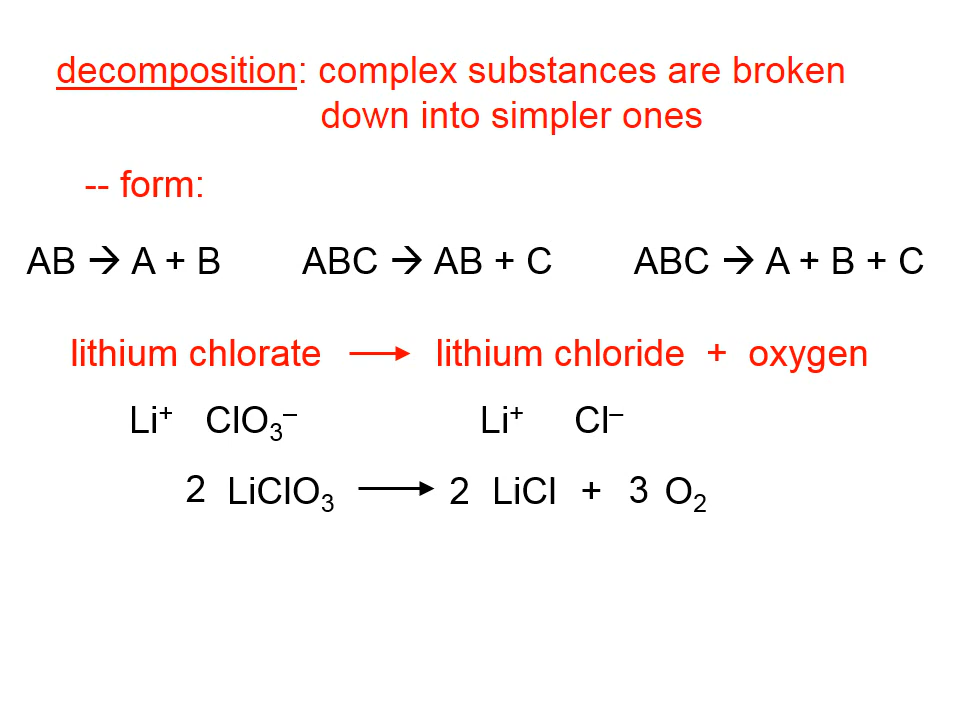 decomposition: complex substances are broken
down into simpler ones
-- form:
AB → A + B ABC → AB + C ABC → A + B + C
lithium chlorate → lithium chloride + oxygen
Li⁺ ClO₃⁻ Li⁺ Cl⁻
2 LiClO₃ → 2 LiCl + 3 O₂